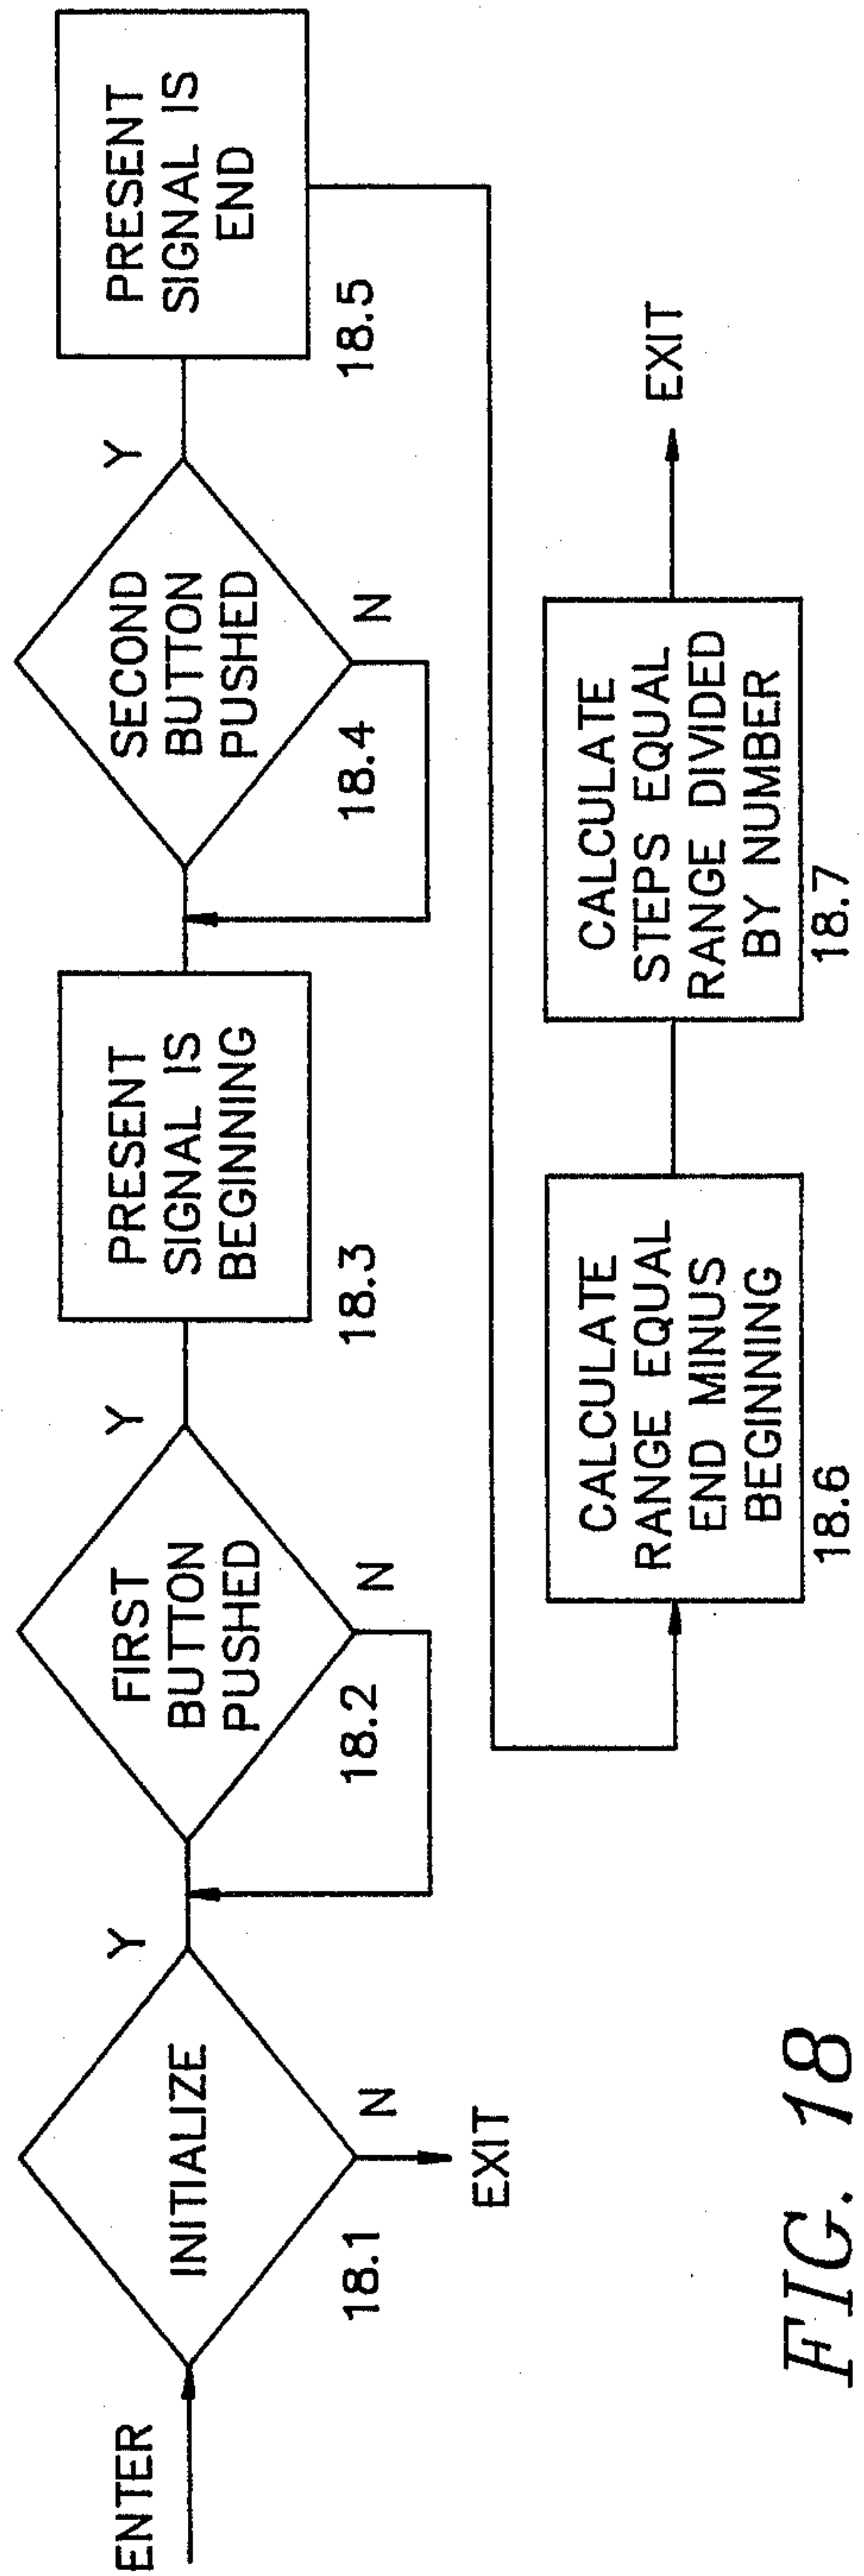 ENTER
INITIALIZE
18.1
Y
N
EXIT
FIRST
BUTTON
PUSHED
18.2
Y
N
PRESENT
SIGNAL IS
BEGINNING
18.3
SECOND
BUTTON
PUSHED
18.4
Y
N
PRESENT
SIGNAL IS
END
18.5
CALCULATE
RANGE EQUAL
END MINUS
BEGINNING
18.6
CALCULATE
STEPS EQUAL
RANGE DIVIDED
BY NUMBER
18.7
EXIT
FIG. 18